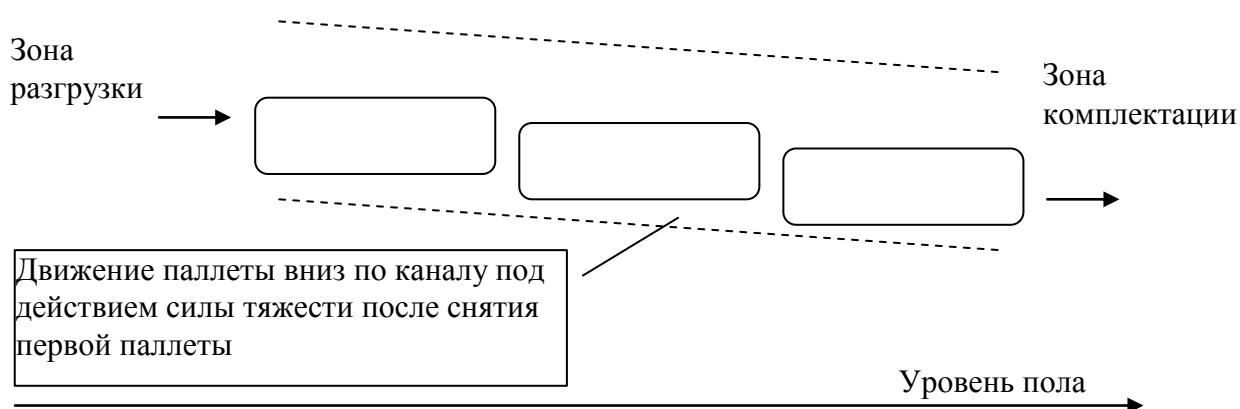 Зона
разгрузки
Зона
комплектации
Движение паллеты вниз по каналу под
действием силы тяжести после снятия
первой паллеты
Уровень пола